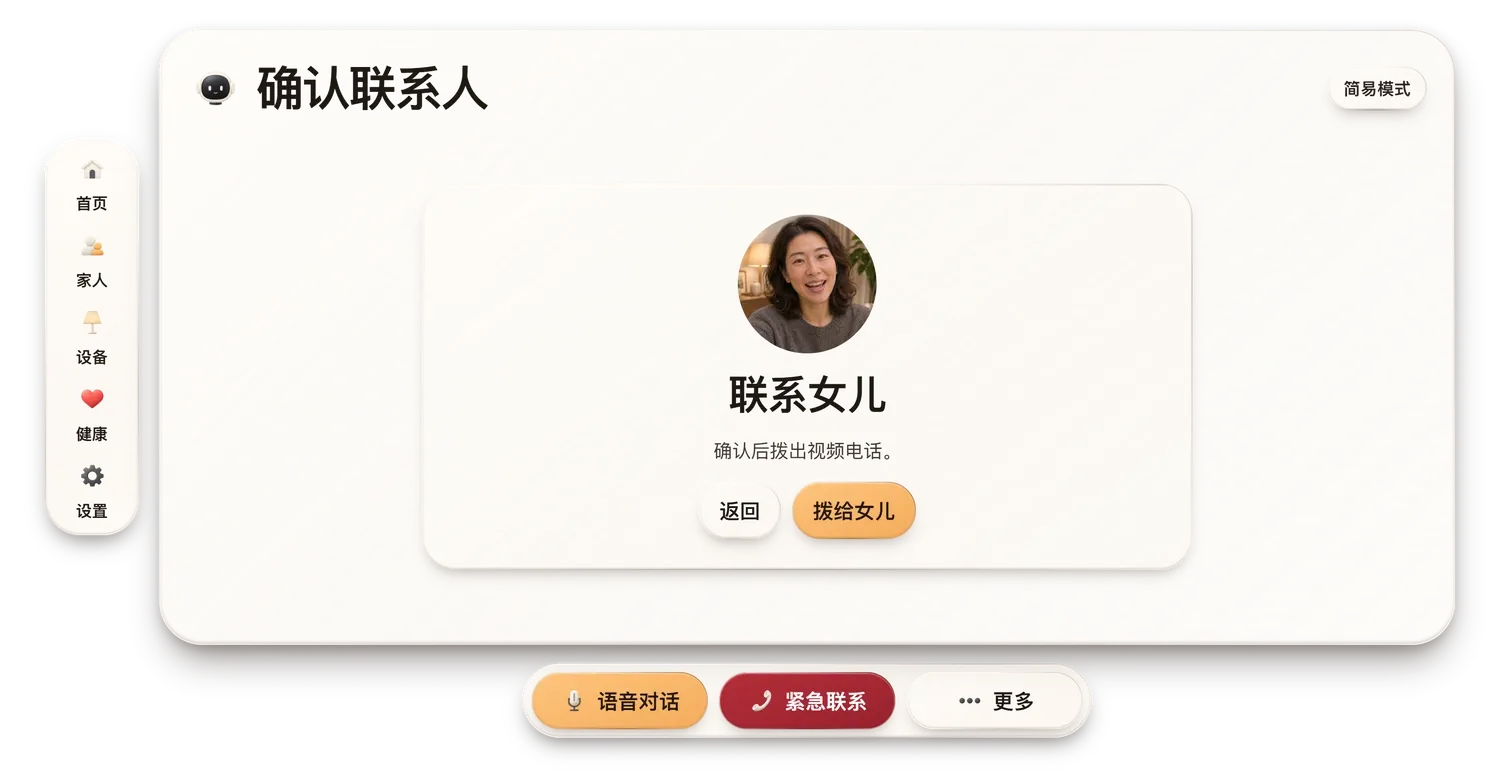 确认联系人
简易模式
首页
家人
设备
健康
设置
联系女儿
确认后拨出视频电话。
返回
拨给女儿
语音对话
紧急联系
更多